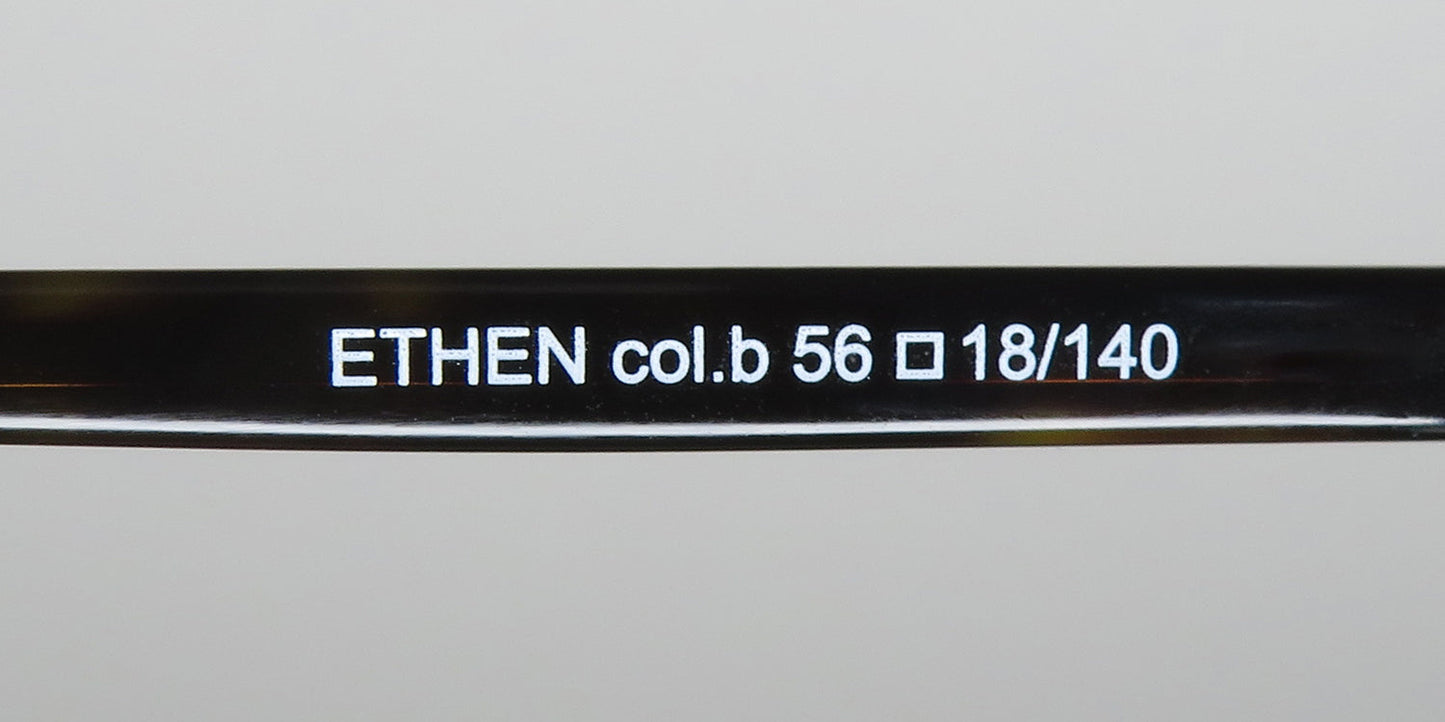 ETHEN col.b 56 □ 18/140